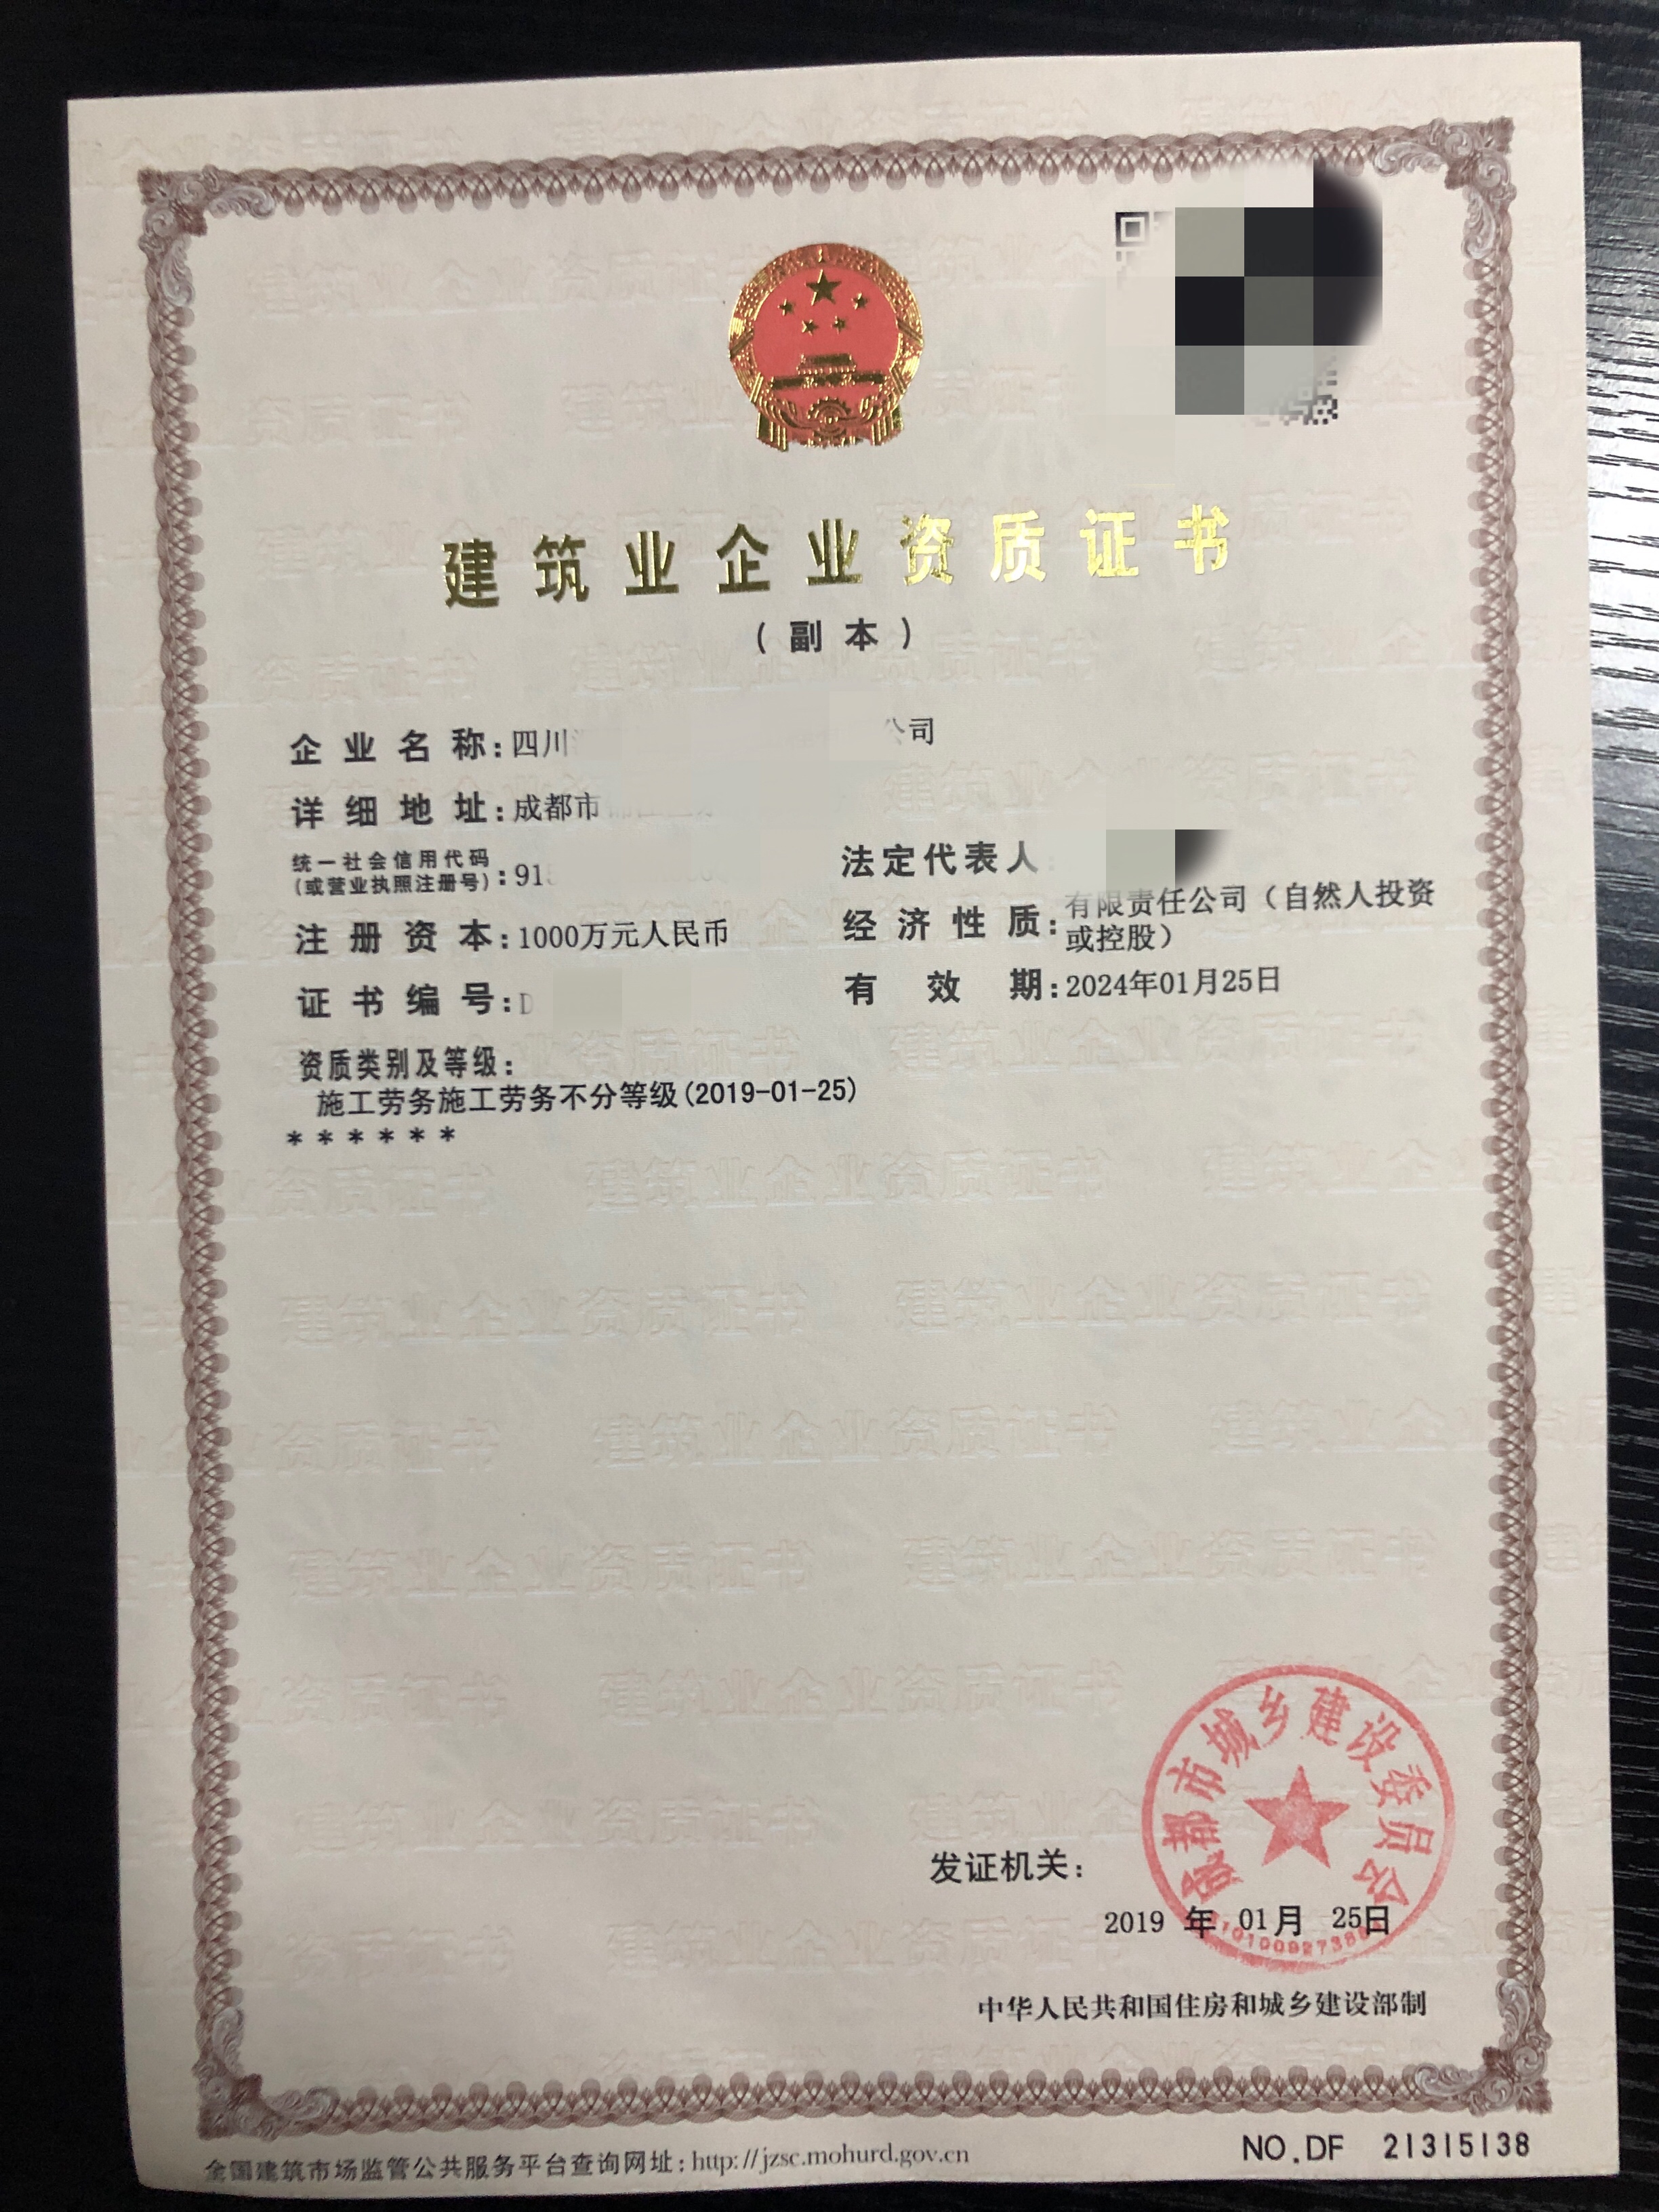 建筑业企业资质证书
（副本）
企业名称:四川 公司
详细地址:成都市
统一社会信用代码
(或营业执照注册号):91
法定代表人:
注册资本:1000万元人民币
经济性质:有限责任公司（自然人投资
或控股）
证书编号:D
有效期:2024年01月25日
资质类别及等级:
施工劳务施工劳务不分等级(2019-01-25)
******
成都市城乡建设委员会
发证机关:
2019 年 01月 25日
中华人民共和国住房和城乡建设部制
全国建筑市场监管公共服务平台查询网址:http://jzsc.mohurd.gov.cn
NO.DF 21315138